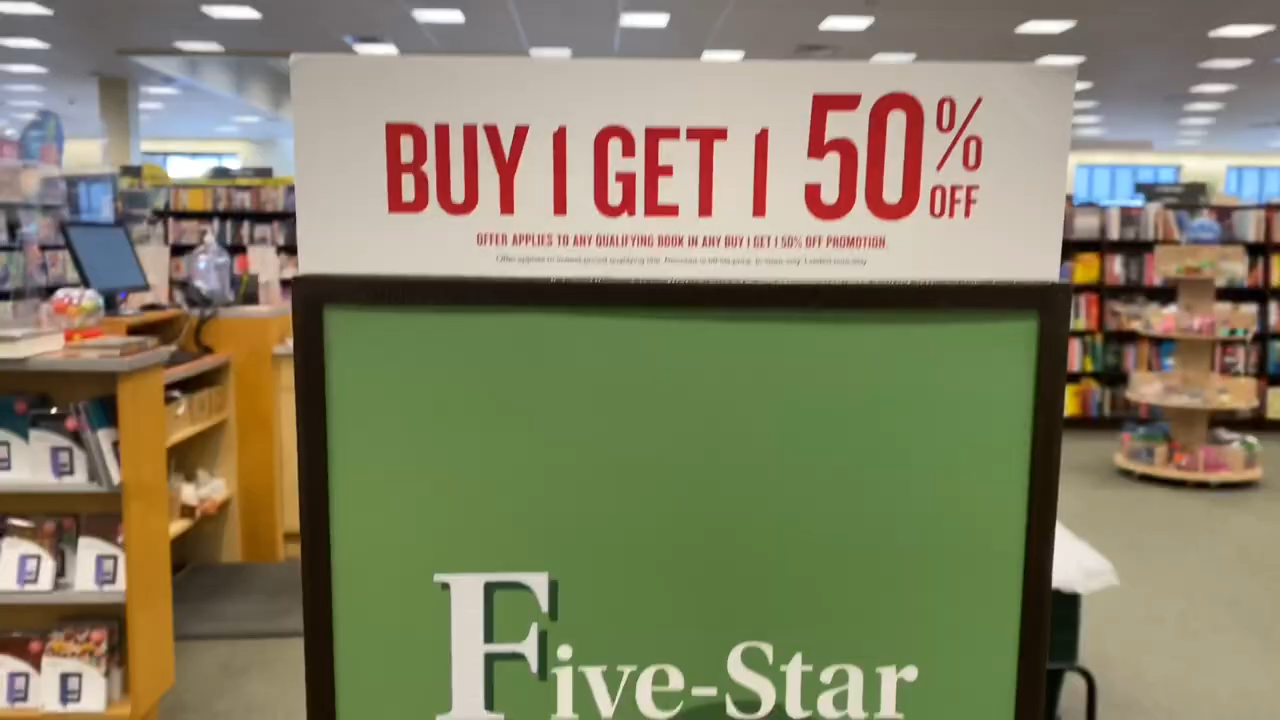 BUY 1 GET 1 50% OFF
OFFER APPLIES TO ANY QUALIFYING BOOK IN ANY BUY 1 GET 1 50% OFF PROMOTION.
Five-Star